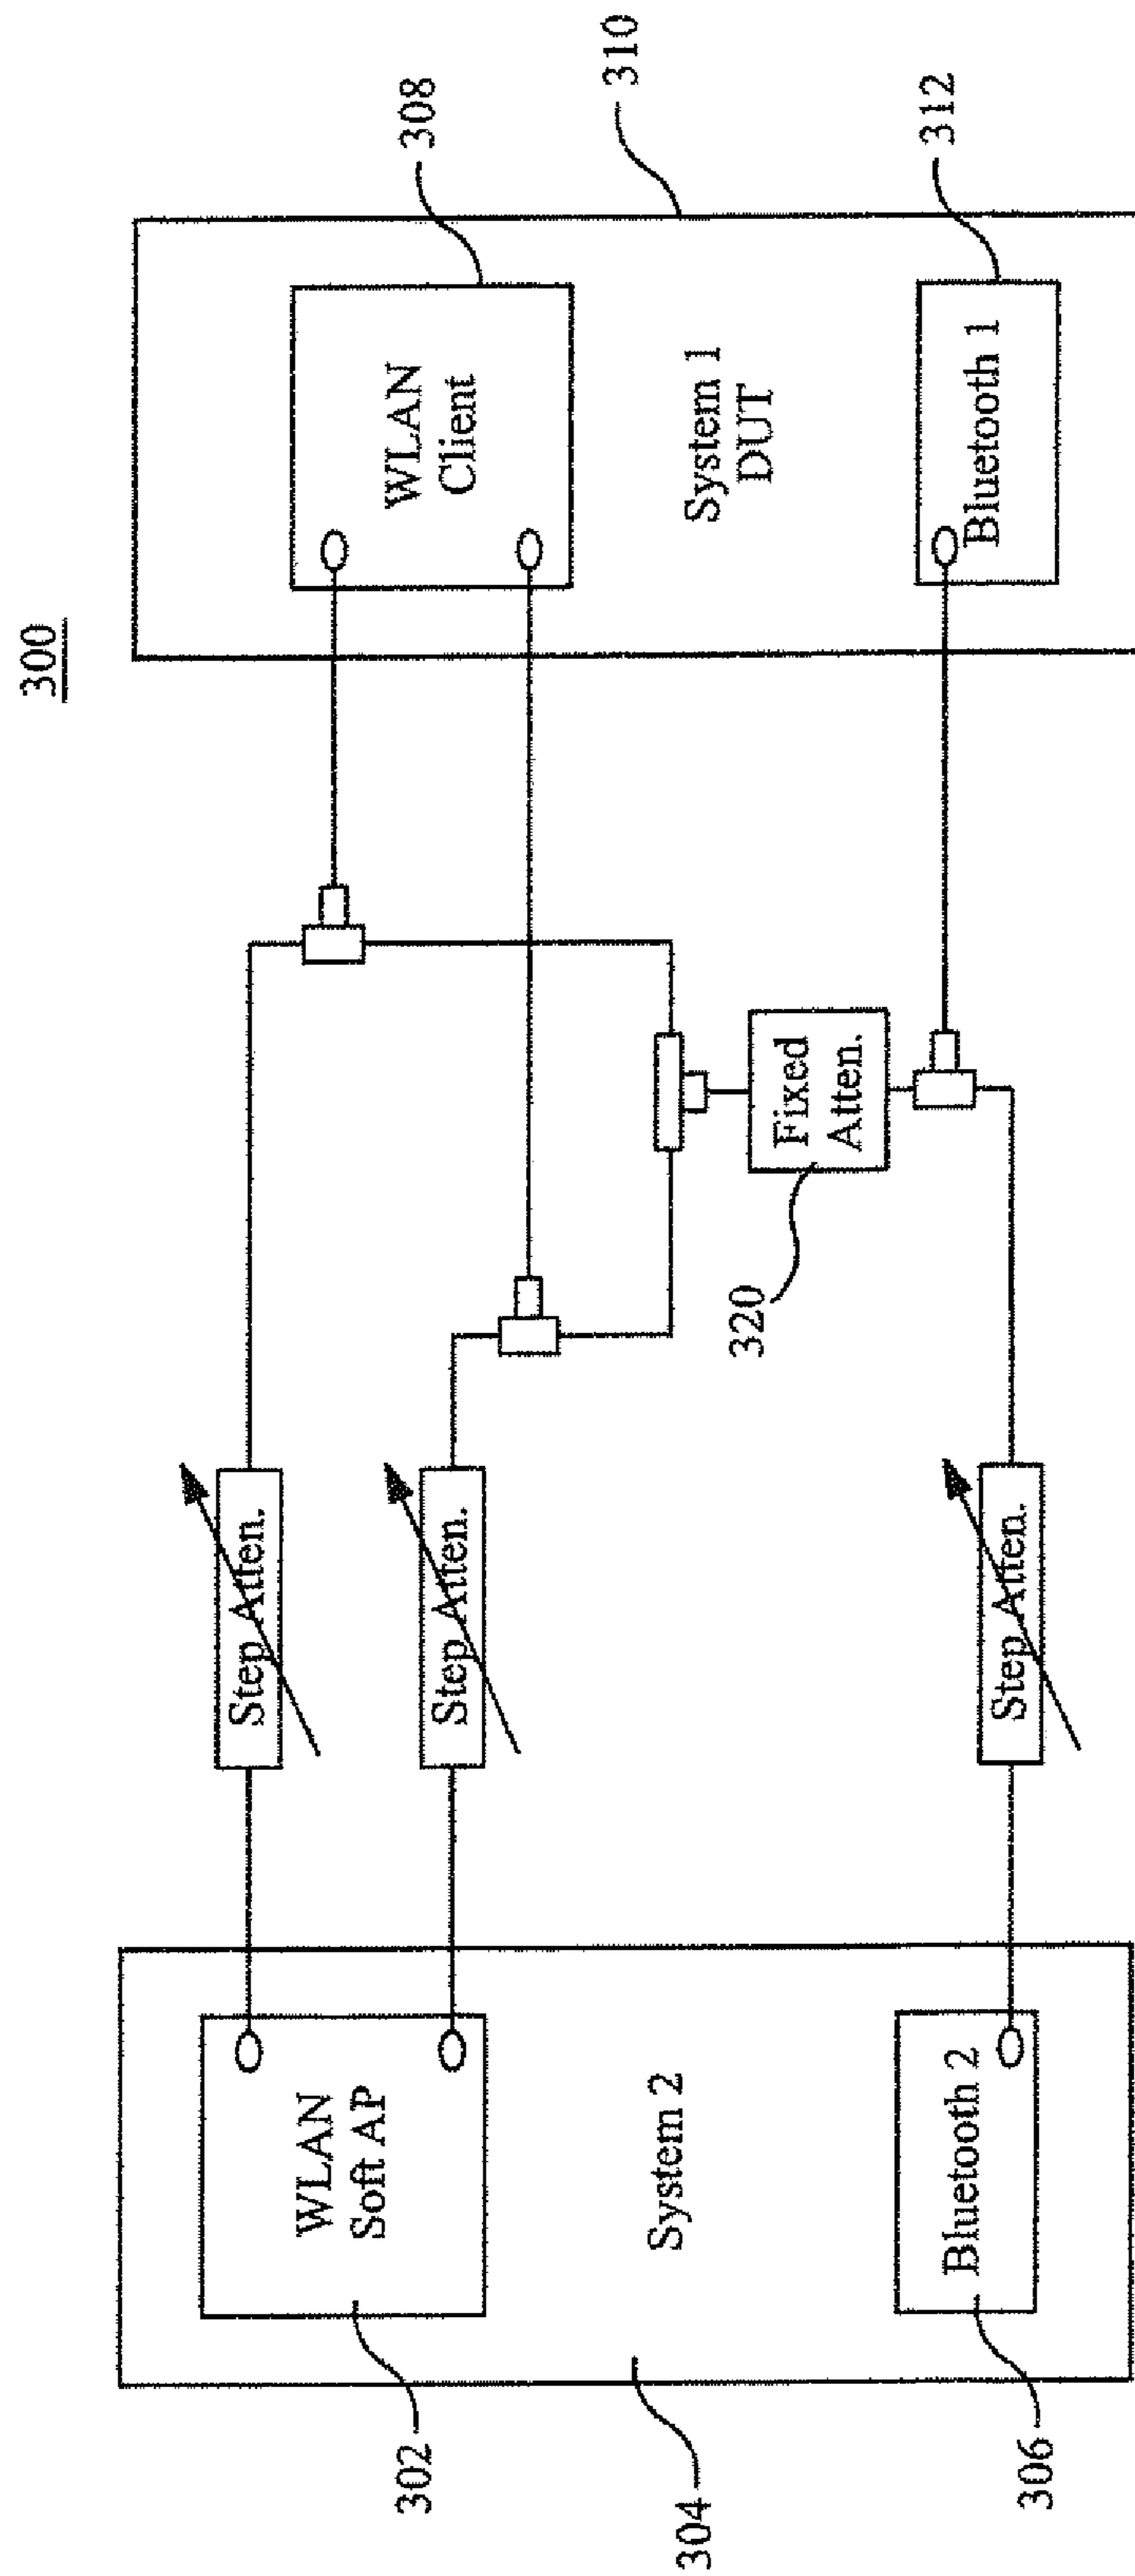 300
302
WLAN
Soft AP
304
System 2
306
Bluetooth 2
Step Atten.
Step Atten.
Step Atten.
320
Fixed
Atten.
WLAN
Client
308
System 1
DUT
310
Bluetooth 1
312